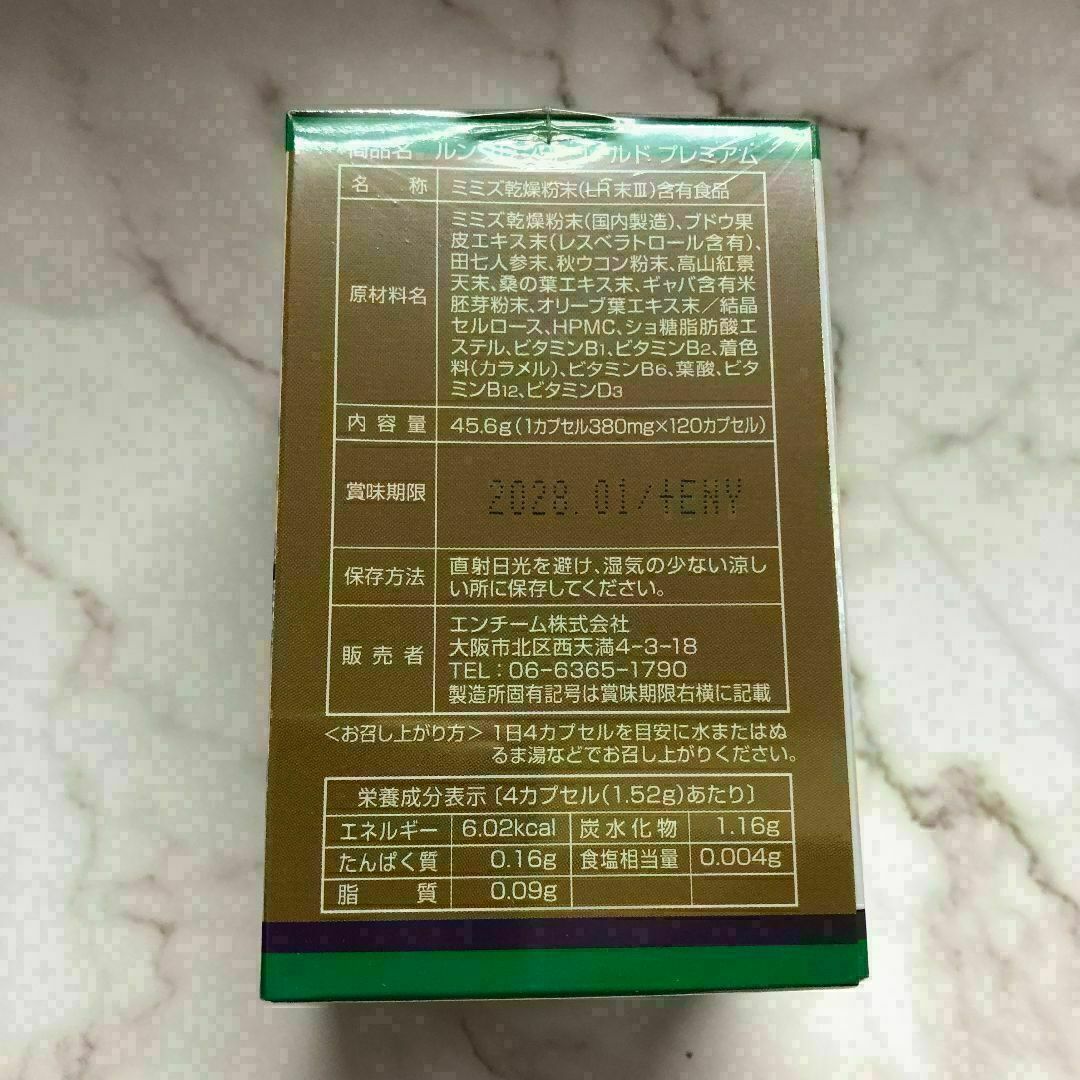 商品名 ルン ルド プレミアム
名称 ミミズ乾燥粉末(LR末Ⅲ)含有食品
原材料名
ミミズ乾燥粉末(国内製造)、ブドウ果
皮エキス末(レスベラトロール含有)、
田七人参末、秋ウコン粉末、高山紅景
天末、桑の葉エキス末、ギャバ含有米
胚芽粉末、オリーブ葉エキス末/結晶
セルロース、HPMC、ショ糖脂肪酸エ
ステル、ビタミンB1、ビタミンB2、着色
料(カラメル)、ビタミンB6、葉酸、ビタ
ミンB12、ビタミンD3
内容量 45.6g(1カプセル380mg×120カプセル)
賞味期限 2028.01/tENY
保存方法
直射日光を避け、湿気の少ない涼し
い所に保存してください。
販売者
エンチーム株式会社
大阪市北区西天満4-3-18
TEL:06-6365-1790
製造所固有記号は賞味期限右横に記載
<お召し上がり方>1日4カプセルを目安に水またはぬ
るま湯などでお召し上がりください。
栄養成分表示〔4カプセル(1.52g)あたり〕
エネルギー 6.02kcal 炭水化物 1.16g
たんぱく質 0.16g 食塩相当量 0.004g
脂質 0.09g